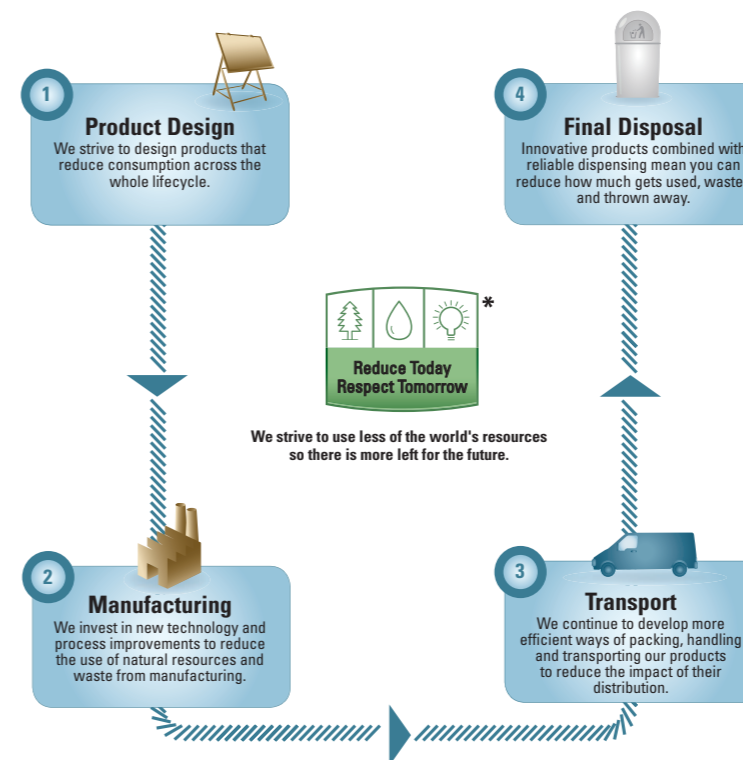 1
Product Design
We strive to design products that
reduce consumption across the
whole lifecycle.
4
Final Disposal
Innovative products combined with
reliable dispensing mean you can
reduce how much gets used, waste
and thrown away.
*
Reduce Today
Respect Tomorrow
We strive to use less of the world's resources
so there is more left for the future.
2
Manufacturing
We invest in new technology and
process improvements to reduce
the use of natural resources and
waste from manufacturing.
3
Transport
We continue to develop more
efficient ways of packing, handling
and transporting our products
to reduce the impact of their
distribution.